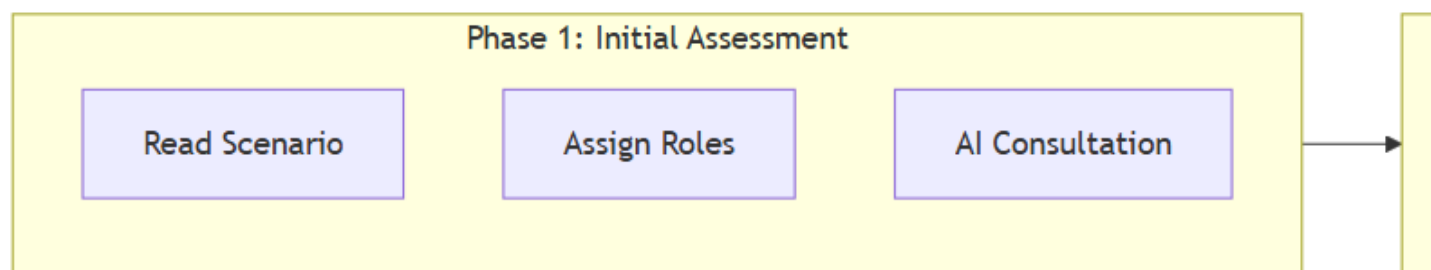 Phase 1: Initial Assessment
Read Scenario
Assign Roles
AI Consultation